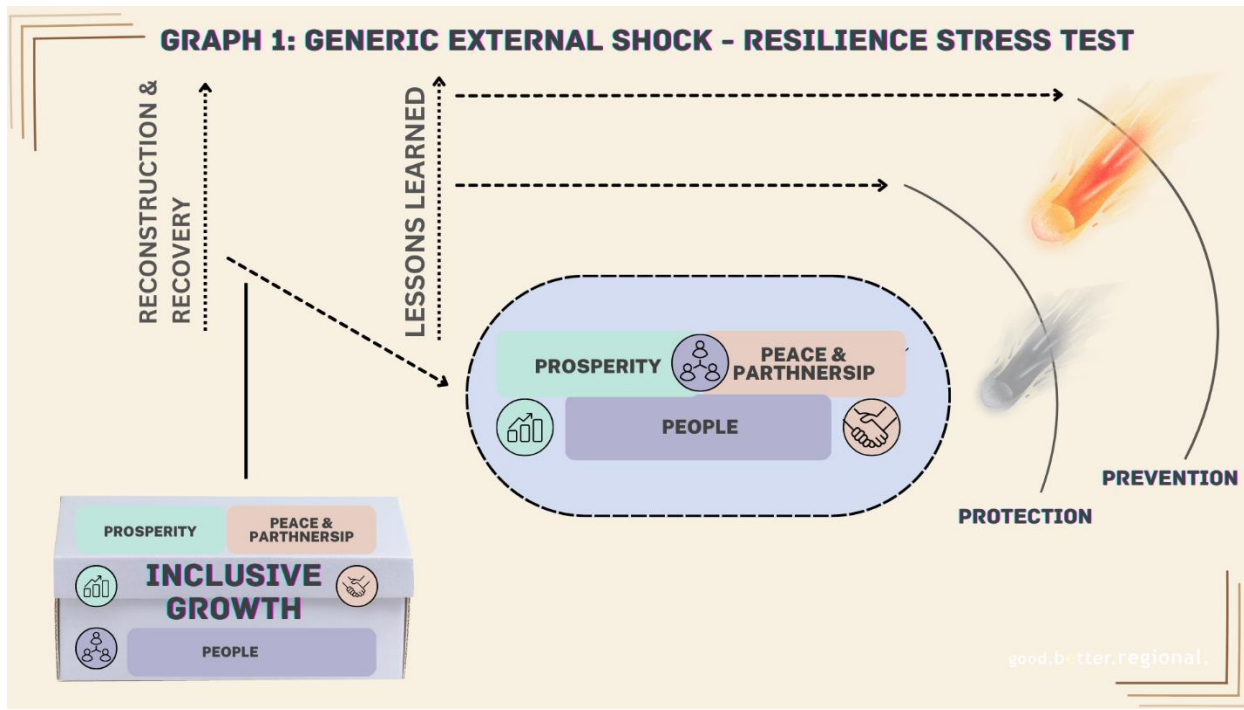 GRAPH 1: GENERIC EXTERNAL SHOCK - RESILIENCE STRESS TEST
RECONSTRUCTION &
RECOVERY
LESSONS LEARNED
PROSPERITY
PEACE &
PARTHNERSIP
PEOPLE
PREVENTION
PROTECTION
PROSPERITY
PEACE &
PARTHNERSIP
INCLUSIVE
GROWTH
PEOPLE
good.better.regional.